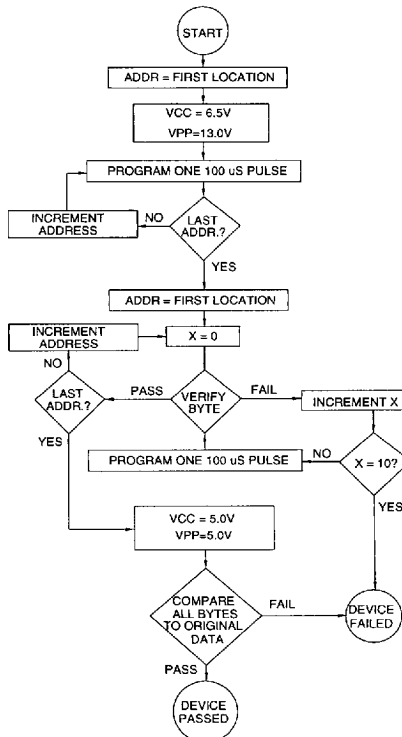 START
ADDR = FIRST LOCATION
VCC = 6.5V
VPP=13.0V
PROGRAM ONE 100 uS PULSE
INCREMENT
ADDRESS
NO
LAST
ADDR.?
YES
ADDR = FIRST LOCATION
INCREMENT
ADDRESS
X = 0
NO
LAST
ADDR.?
PASS
VERIFY
BYTE
FAIL
INCREMENT X
YES
PROGRAM ONE 100 uS PULSE
NO
X = 10?
YES
VCC = 5.0V
VPP=5.0V
COMPARE
ALL BYTES
TO ORIGINAL
DATA
FAIL
DEVICE
FAILED
PASS
DEVICE
PASSED